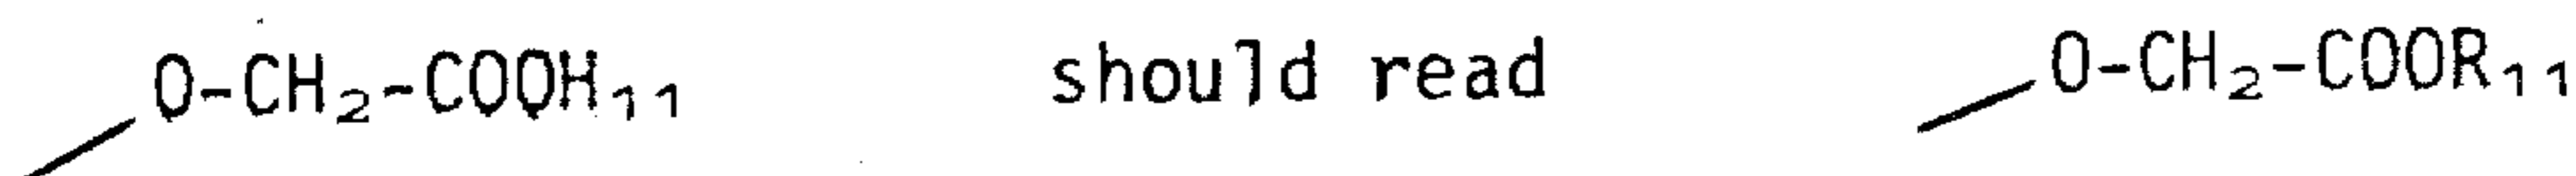 O-CH₂-COOH₁₁ should read O-CH₂-COOR₁₁